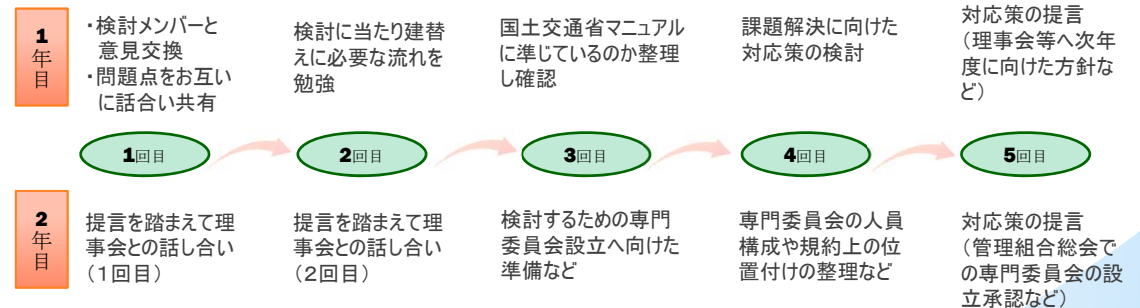 1
年
目
・検討メンバーと
意見交換
・問題点をお互い
に話合い共有
検討に当たり建替
えに必要な流れを
勉強
国土交通省マニュアル
に準じているのか整理
し確認
課題解決に向けた
対応策の検討
対応策の提言
（理事会等へ次年
度に向けた方針な
ど）
1回目
2回目
3回目
4回目
5回目
2
年
目
提言を踏まえて理
事会との話し合い
（1回目）
提言を踏まえて理
事会との話し合い
（2回目）
検討するための専門
委員会設立へ向けた
準備など
専門委員会の人員
構成や規約上の位
置付けの整理など
対応策の提言
（管理組合総会で
の専門委員会の設
立承認など）